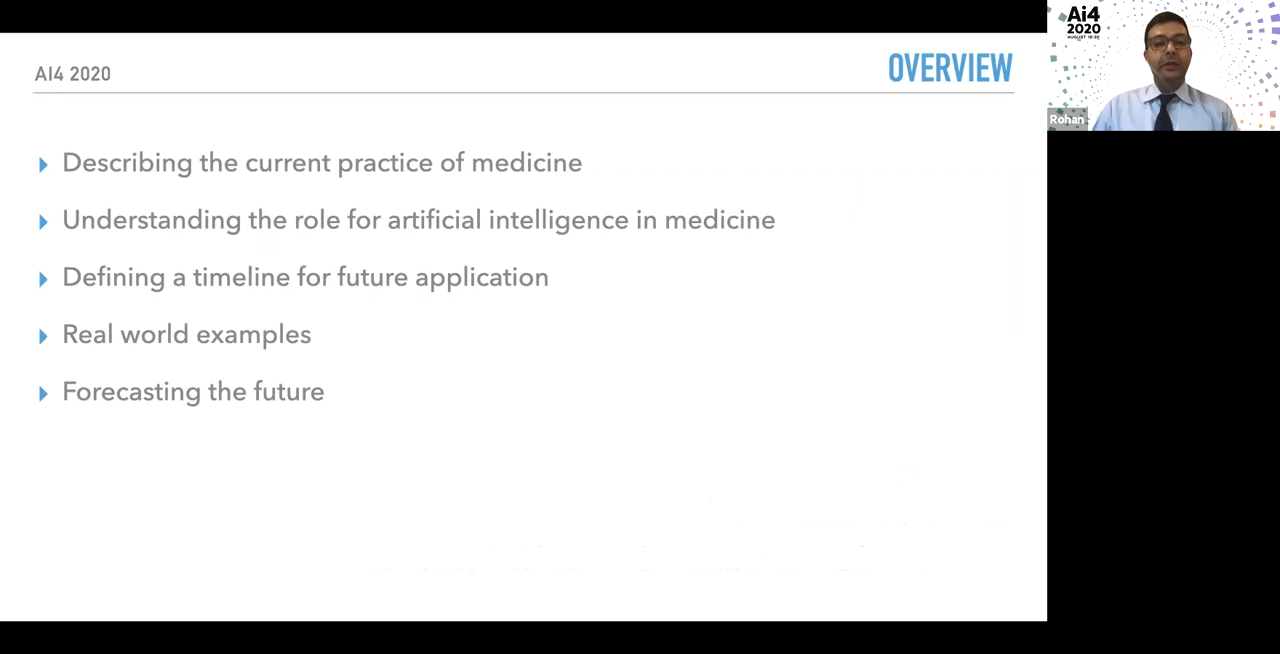 AI4 2020
OVERVIEW
Describing the current practice of medicine
Understanding the role for artificial intelligence in medicine
Defining a timeline for future application
Real world examples
Forecasting the future
Ai4
2020
Rohan